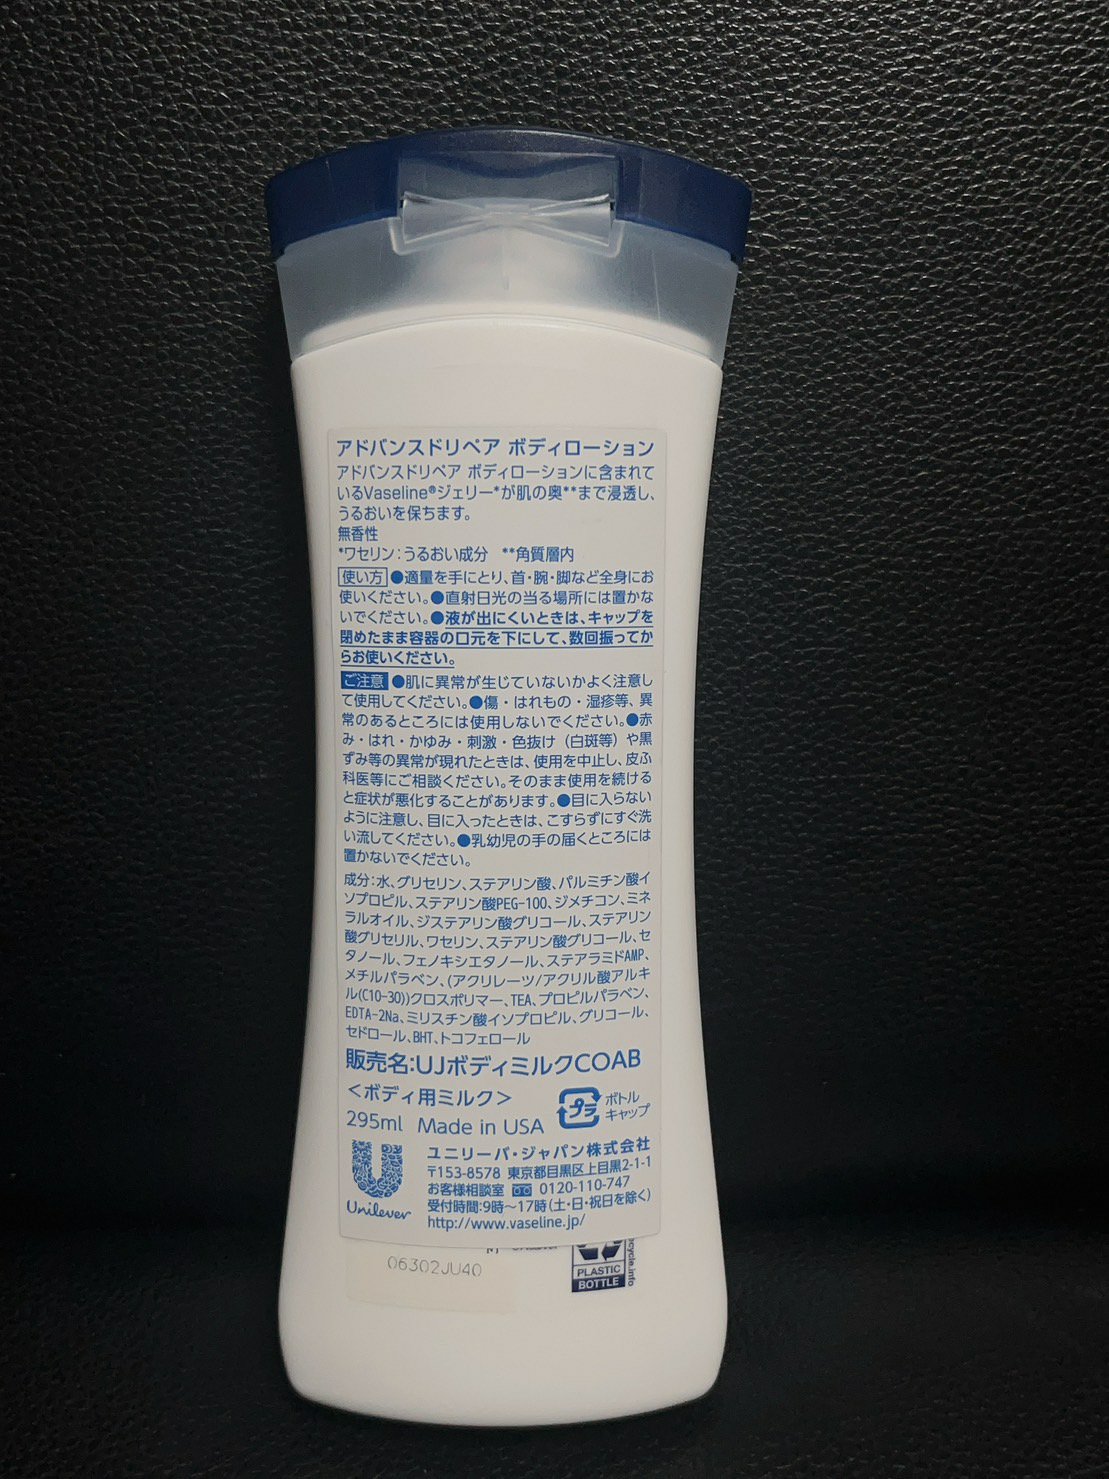 アドバンスドリペア ボディローション
アドバンスドリペア ボディローションに含まれて
いるVaseline®ジェリー*が肌の奥**まで浸透し、
うるおいを保ちます。
無香性
*ワセリン：うるおい成分 **角質層内
使い方 ●適量を手にとり、首・腕・脚など全身にお
使いください。●直射日光の当る場所には置かな
いでください。●液が出にくいときは、キャップを
閉めたまま容器の口元を下にして、数回振ってか
らお使いください。
ご注意 ●肌に異常が生じていないかよく注意し
て使用してください。●傷・はれもの・湿疹等、異
常のあるところには使用しないでください。●赤
み・はれ・かゆみ・刺激・色抜け（白斑等）や黒
ずみ等の異常が現れたときは、使用を中止し、皮ふ
科医等にご相談ください。そのまま使用を続ける
と症状が悪化することがあります。●目に入らない
ように注意し、目に入ったときは、こすらずにすぐ洗
い流してください。●乳幼児の手の届くところには
置かないでください。
成分：水、グリセリン、ステアリン酸、パルミチン酸イ
ソプロピル、ステアリン酸PEG-100、ジメチコン、ミネ
ラルオイル、ジステアリン酸グリコール、ステアリン
酸グリセリル、ワセリン、ステアリン酸グリコール、セ
タノール、フェノキシエタノール、ステアラミドAMP、
メチルパラベン、(アクリレーツ/アクリル酸アルキ
ル(C10-30))クロスポリマー、TEA、プロピルパラベン、
EDTA-2Na、ミリスチン酸イソプロピル、グリコール、
セドロール、BHT、トコフェロール
販売名：UJボディミルクCOAB
＜ボディ用ミルク＞
295ml Made in USA
プラ
ボトル
キャップ
Unilever
ユニリーバ・ジャパン株式会社
〒153-8578 東京都目黒区上目黒2-1-1
お客様相談室 0120-110-747
受付時間：9時～17時（土・日・祝日を除く）
http://www.vaseline.jp/
06302JU40
PLASTIC
BOTTLE